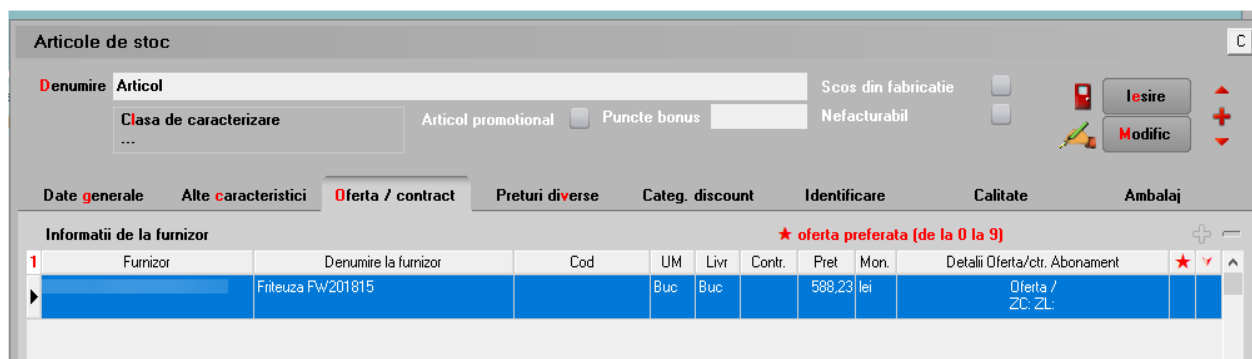 Articole de stoc
C
Denumire Articol
Scos din fabricatie
Iesire
Clasa de caracterizare
Articol promotional
Puncte bonus
Nefacturabil
...
Modific
Date generale Alte caracteristici Oferta / contract Preturi diverse Categ. discount Identificare Calitate Ambalaj
Informatii de la furnizor ★ oferta preferata (de la 0 la 9)
1 Furnizor Denumire la furnizor Cod UM Livr Contr. Pret Mon. Detalii Oferta/ctr. Abonament ★
Friteuza FW201815 Buc Buc 588,23 lei Oferta /
ZC: ZL: